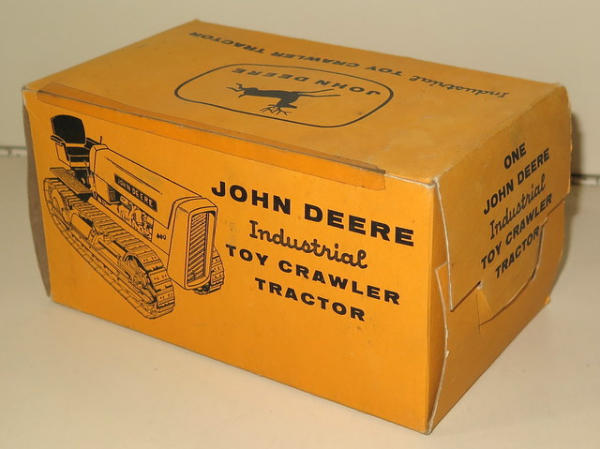 JOHN DEERE
Industrial TOY CRAWLER TRACTOR
JOHN DEERE
440
JOHN DEERE
Industrial
TOY CRAWLER
TRACTOR
ONE
JOHN DEERE
Industrial
TOY CRAWLER
TRACTOR